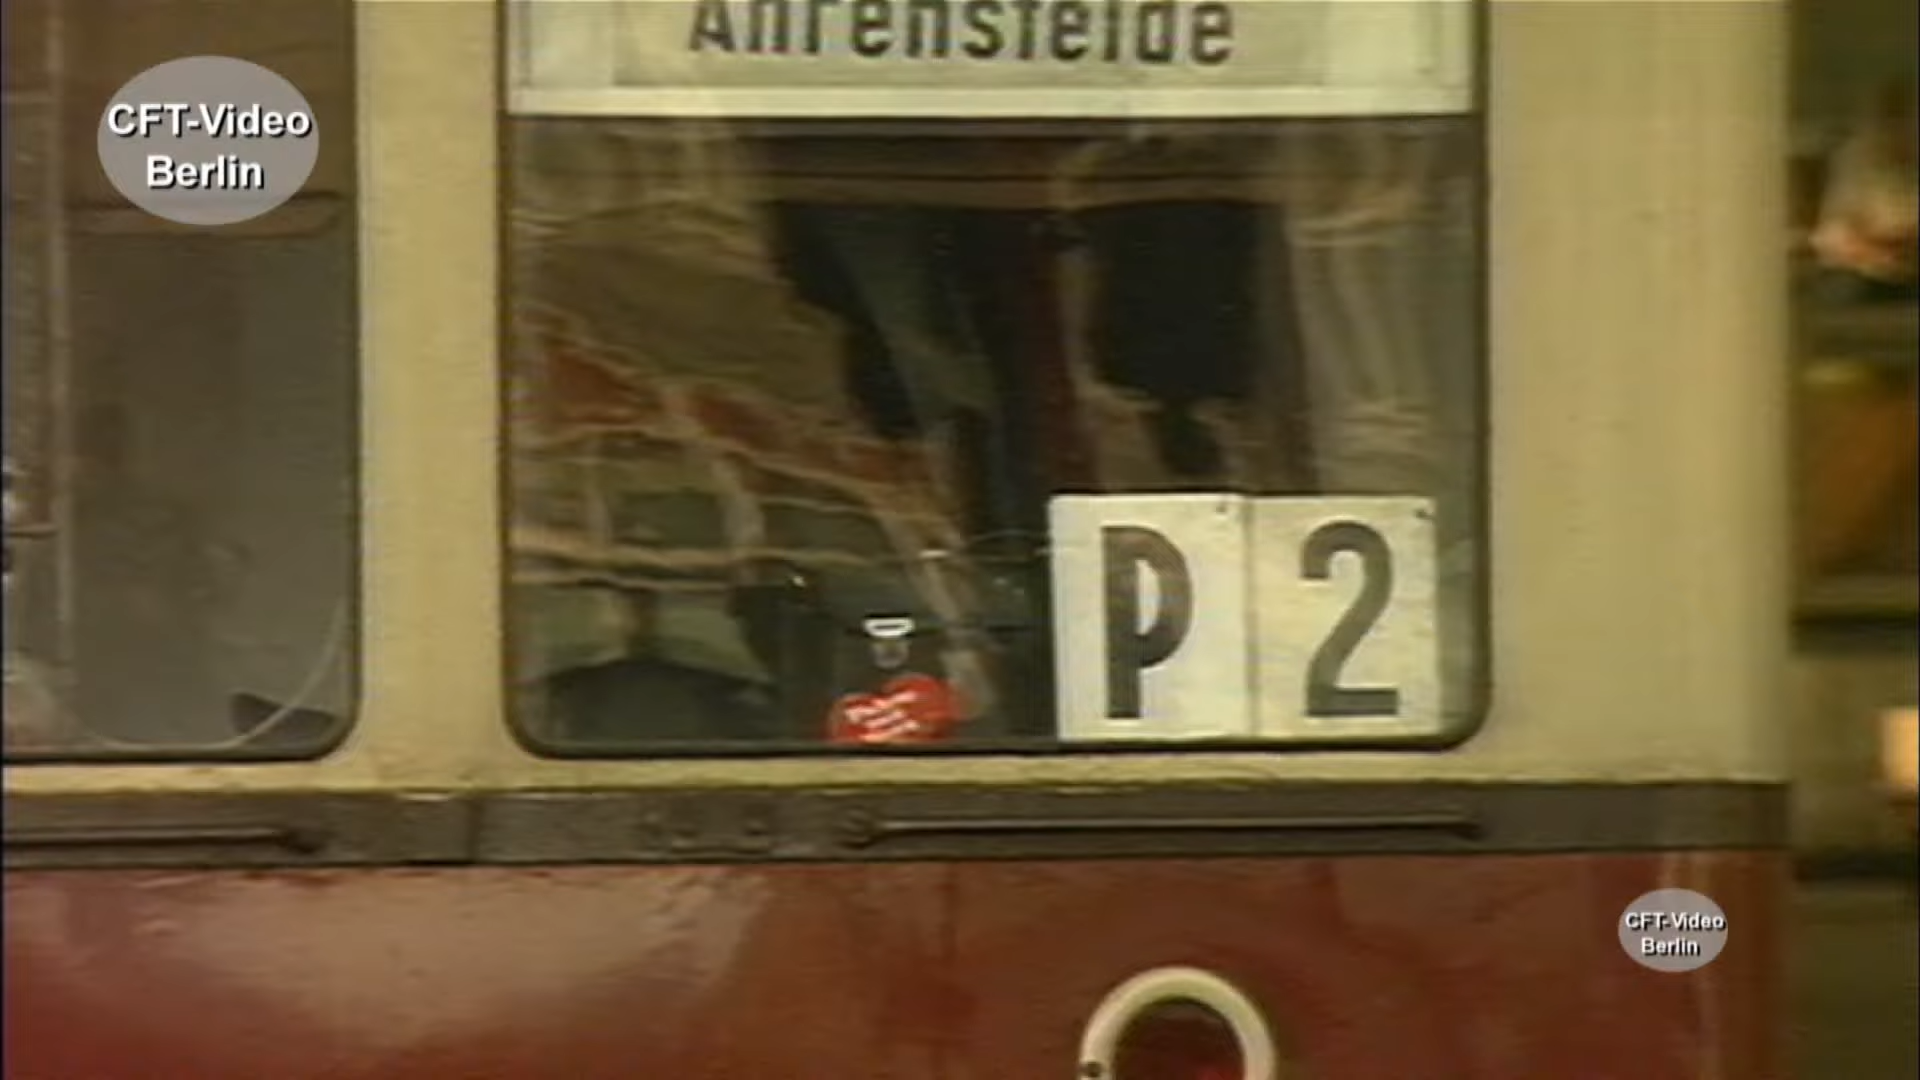 Ahrensfelde
CFT-Video
Berlin
P 2
CFT-Video
Berlin